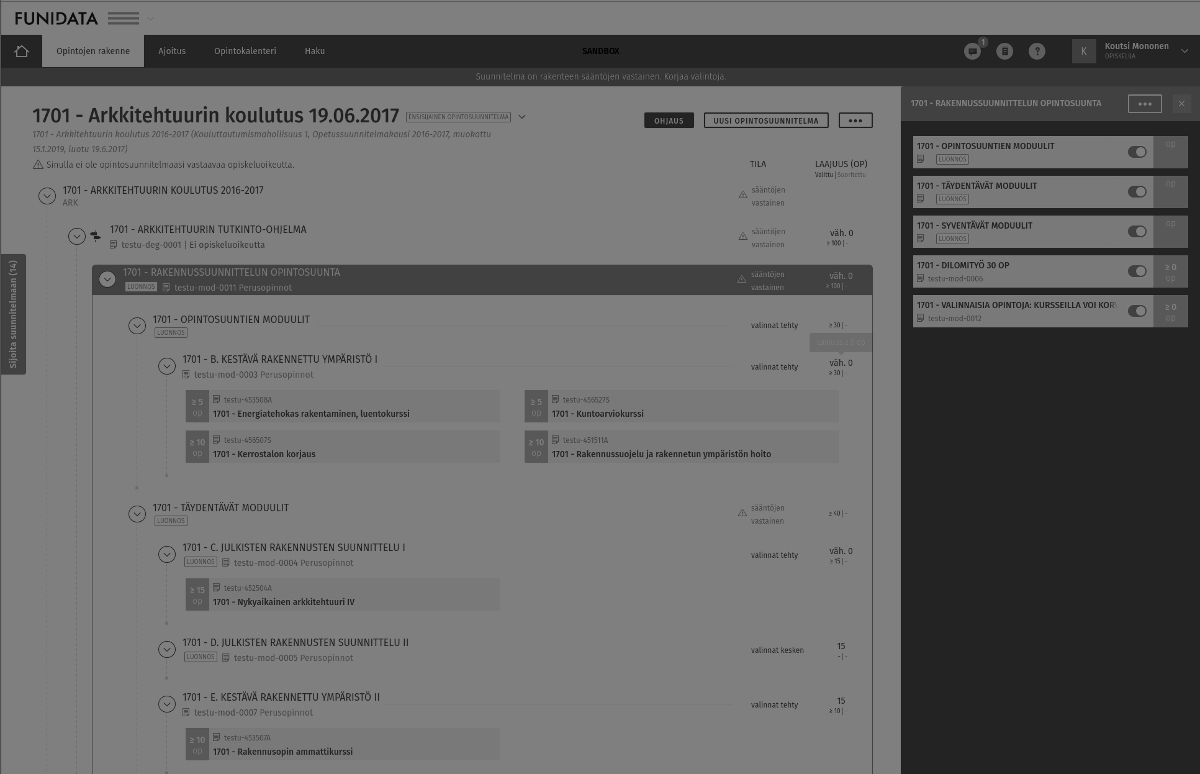 FUNIDATA
Opintojen rakenne
Ajoitus
Opintokalenteri
Haku
SANDBOX
1
K
Koutsi Mononen
OPISKELIJA
Suunnitelma on rakenteen sääntöjen vastainen. Korjaa valintoja.
1701 - Arkkitehtuurin koulutus 19.06.2017
ENSISIJAINEN OPINTOSUUNNITELMA
1701 - Arkkitehtuurin koulutus 2016-2017 (Kouluttautumismahdollisuus 1, Opetussuunnitelmakausi 2016-2017, muokattu
15.1.2019, luotu 19.6.2017)
Sinulla ei ole opintosuunnitelmaasi vastaavaa opiskeluoikeutta.
OHJAUS
UUSI OPINTOSUUNNITELMA
TILA
LAAJUUS (OP)
Valittu | Suoritettu
1701 - ARKKITEHTUURIN KOULUTUS 2016-2017
ARK
sääntöjen
vastainen
1701 - ARKKITEHTUURIN TUTKINTO-OHJELMA
testu-deg-0001 | Ei opiskeluoikeutta
sääntöjen
vastainen
väh. 0
≥ 100 | -
Sijoita suunnitelmaan (14)
1701 - RAKENNUSSUUNNITTELUN OPINTOSUUNTA
LUONNOS testu-mod-0011 Perusopinnot
sääntöjen
vastainen
väh. 0
≥ 100 | -
1701 - OPINTOSUUNTIEN MODUULIT
LUONNOS
valinnat tehty
≥ 30 | -
1701 - B. KESTÄVÄ RAKENNETTU YMPÄRISTÖ I
testu-mod-0003 Perusopinnot
valinnat tehty
väh. 0
≥ 30 | -
≥ 5 op
testu-453508A
1701 - Energiatehokas rakentaminen, luentokurssi
≥ 5 op
testu-456527S
1701 - Kuntoarviokurssi
≥ 10 op
testu-456507S
1701 - Kerrostalon korjaus
≥ 10 op
testu-451511A
1701 - Rakennussuojelu ja rakennetun ympäristön hoito
1701 - TÄYDENTÄVÄT MODUULIT
LUONNOS
sääntöjen
vastainen
≥ 40 | -
1701 - C. JULKISTEN RAKENNUSTEN SUUNNITTELU I
LUONNOS testu-mod-0004 Perusopinnot
valinnat tehty
väh. 0
≥ 15 | -
≥ 15 op
testu-452504A
1701 - Nykyaikainen arkkitehtuuri IV
1701 - D. JULKISTEN RAKENNUSTEN SUUNNITTELU II
LUONNOS testu-mod-0005 Perusopinnot
valinnat kesken
15
- | -
1701 - E. KESTÄVÄ RAKENNETTU YMPÄRISTÖ II
testu-mod-0007 Perusopinnot
valinnat tehty
15
≥ 10 | -
≥ 10 op
testu-453507A
1701 - Rakennusopin ammattikurssi
1701 - RAKENNUSSUUNNITTELUN OPINTOSUUNTA
1701 - OPINTOSUUNTIEN MODUULIT
LUONNOS
op
1701 - TÄYDENTÄVÄT MODUULIT
LUONNOS
op
1701 - SYVENTÄVÄT MODUULIT
LUONNOS
op
1701 - DILOMITYÖ 30 OP
testu-mod-0006
≥ 0
op
1701 - VALINNAISIA OPINTOJA: KURSSEILLA VOI KOR
testu-mod-0012
≥ 0
op